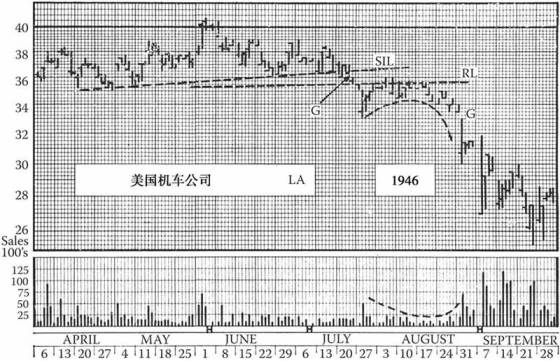 40
38
SIL
RL
36
G
34
G
32
30
美国机车公司 LA 1946
28
26
Sales
100's
125
100
75
50
25
APRIL MAY JUNE JULY AUGUST SEPTEMBER
6 13 20 27 4 11 18 25 1 8 15 22 29 6 13 20 27 3 10 17 24 31 7 14 21 28